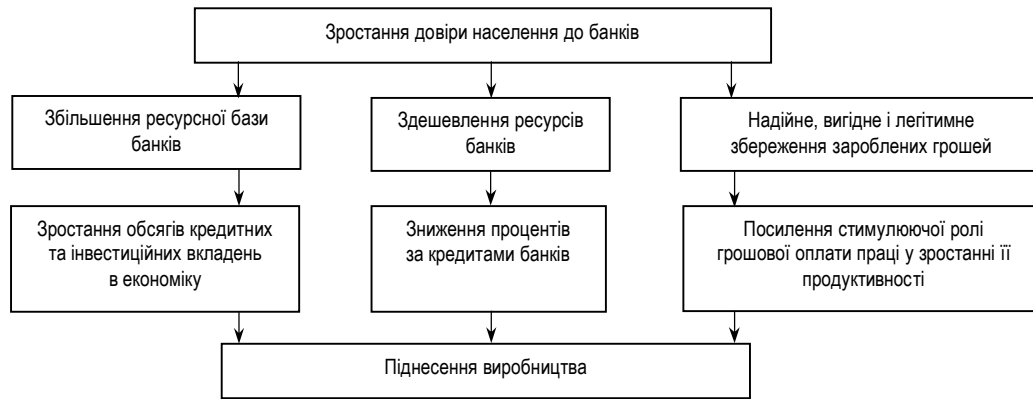 Зростання довіри населення до банків
Збільшення ресурсної бази
банків
Здешевлення ресурсів
банків
Надійне, вигідне і легітимне
збереження зароблених грошей
Зростання обсягів кредитних
та інвестиційних вкладень
в економіку
Зниження процентів
за кредитами банків
Посилення стимулюючої ролі
грошової оплати праці у зростанні її
продуктивності
Піднесення виробництва